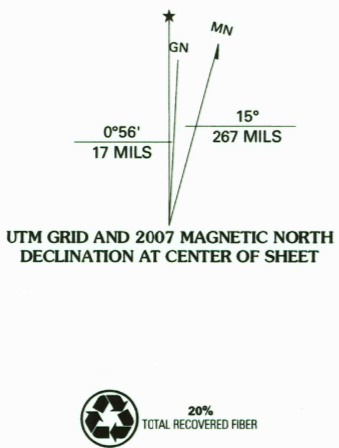 ★
GN
MN
0°56'
17 MILS
15°
267 MILS
UTM GRID AND 2007 MAGNETIC NORTH
DECLINATION AT CENTER OF SHEET
20%
TOTAL RECOVERED FIBER